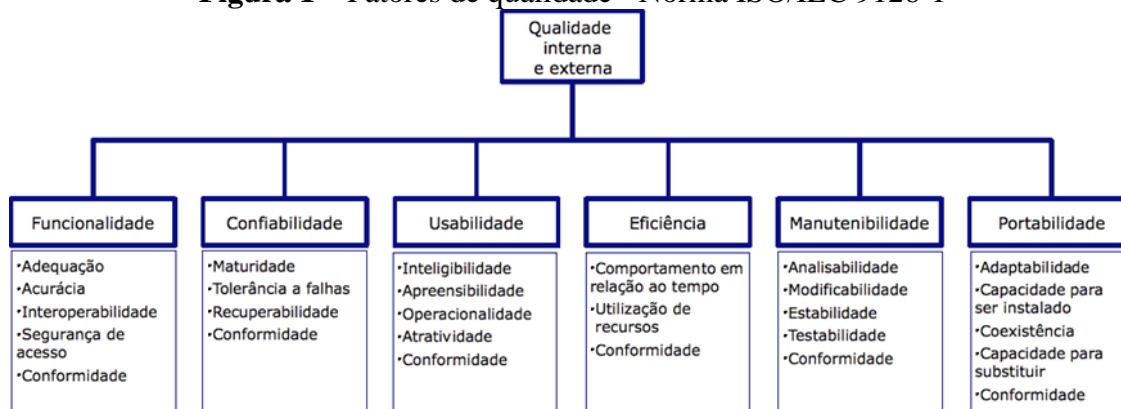 Qualidade
interna
e externa
Funcionalidade
·Adequação
·Acurácia
·Interoperabilidade
·Segurança de
acesso
·Conformidade
Confiabilidade
·Maturidade
·Tolerância a falhas
·Recuperabilidade
·Conformidade
Usabilidade
·Inteligibilidade
·Apreensibilidade
·Operacionalidade
·Atratividade
·Conformidade
Eficiência
·Comportamento em
relação ao tempo
·Utilização de
recursos
·Conformidade
Manutenibilidade
·Analisabilidade
·Modificabilidade
·Estabilidade
·Testabilidade
·Conformidade
Portabilidade
·Adaptabilidade
·Capacidade para
ser instalado
·Coexistência
·Capacidade para
substituir
·Conformidade